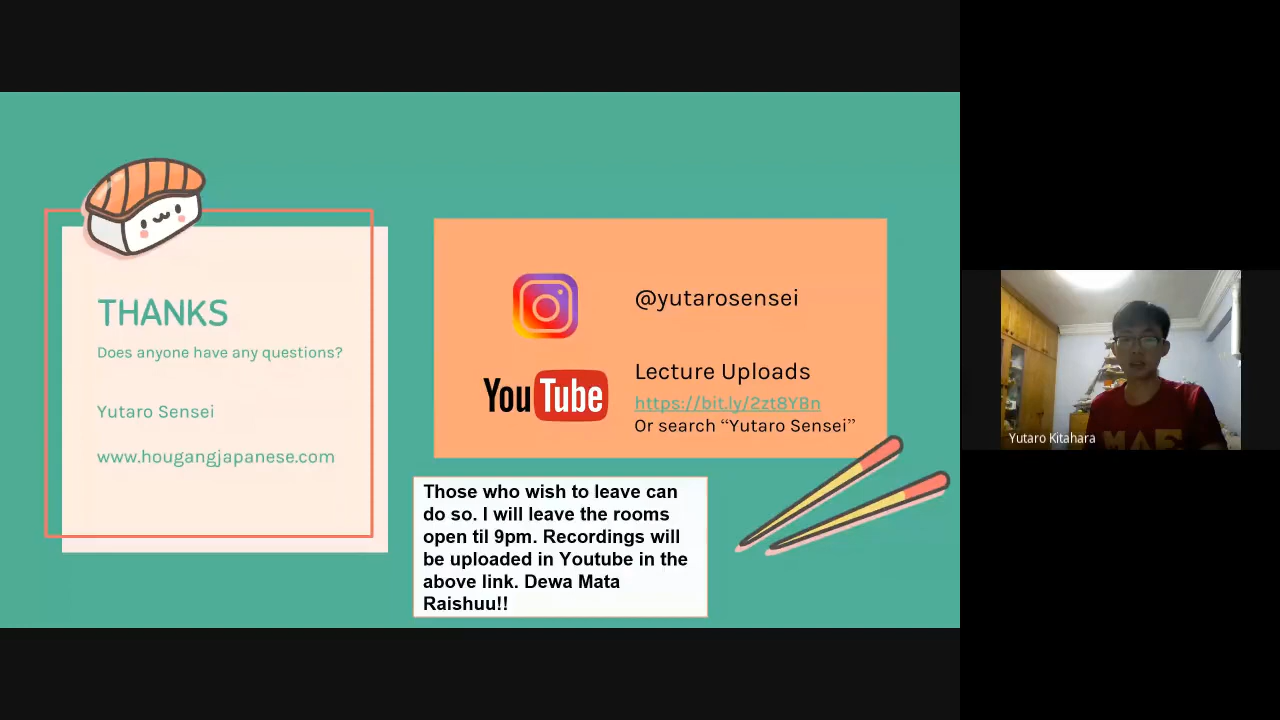 THANKS
Does anyone have any questions?
Yutaro Sensei
www.hougangjapanese.com
@yutarosensei
YouTube
Lecture Uploads
https://bit.ly/2zt8YBn
Or search “Yutaro Sensei”
Those who wish to leave can
do so. I will leave the rooms
open til 9pm. Recordings will
be uploaded in Youtube in the
above link. Dewa Mata
Raishuu!!
Yutaro Kitahara